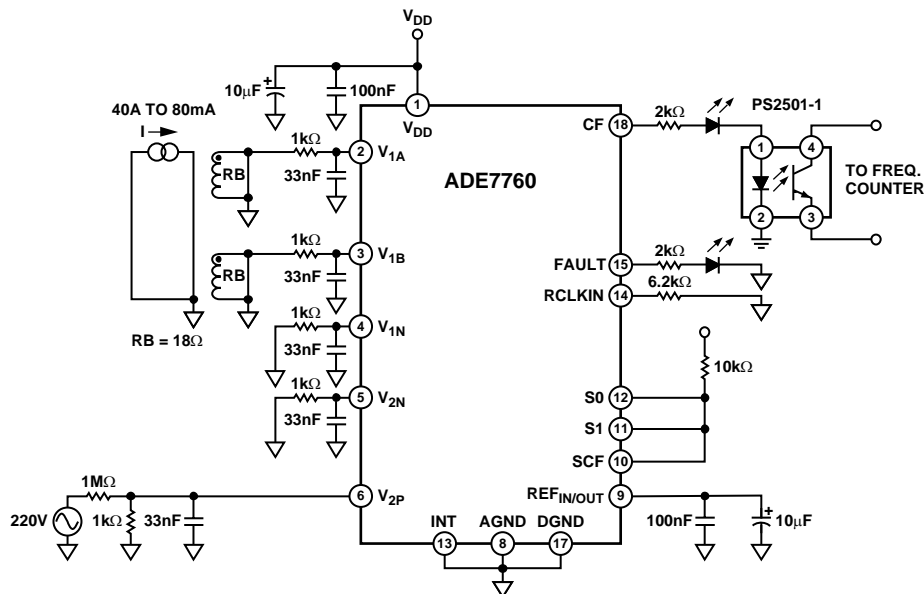 VDD
10μF
+
100nF
1
VDD
40A TO 80mA
I
1kΩ
2
V1A
RB
33nF
ADE7760
1kΩ
3
V1B
RB
33nF
1kΩ
4
V1N
RB = 18Ω
33nF
1kΩ
5
V2N
33nF
1MΩ
6
V2P
220V
1kΩ
33nF
CF
18
2kΩ
PS2501-1
1
4
TO FREQ.
COUNTER
2
3
FAULT
15
2kΩ
RCLKIN
14
6.2kΩ
10kΩ
S0
12
S1
11
SCF
10
REFIN/OUT
9
100nF
+
10μF
INT
AGND
DGND
13
8
17